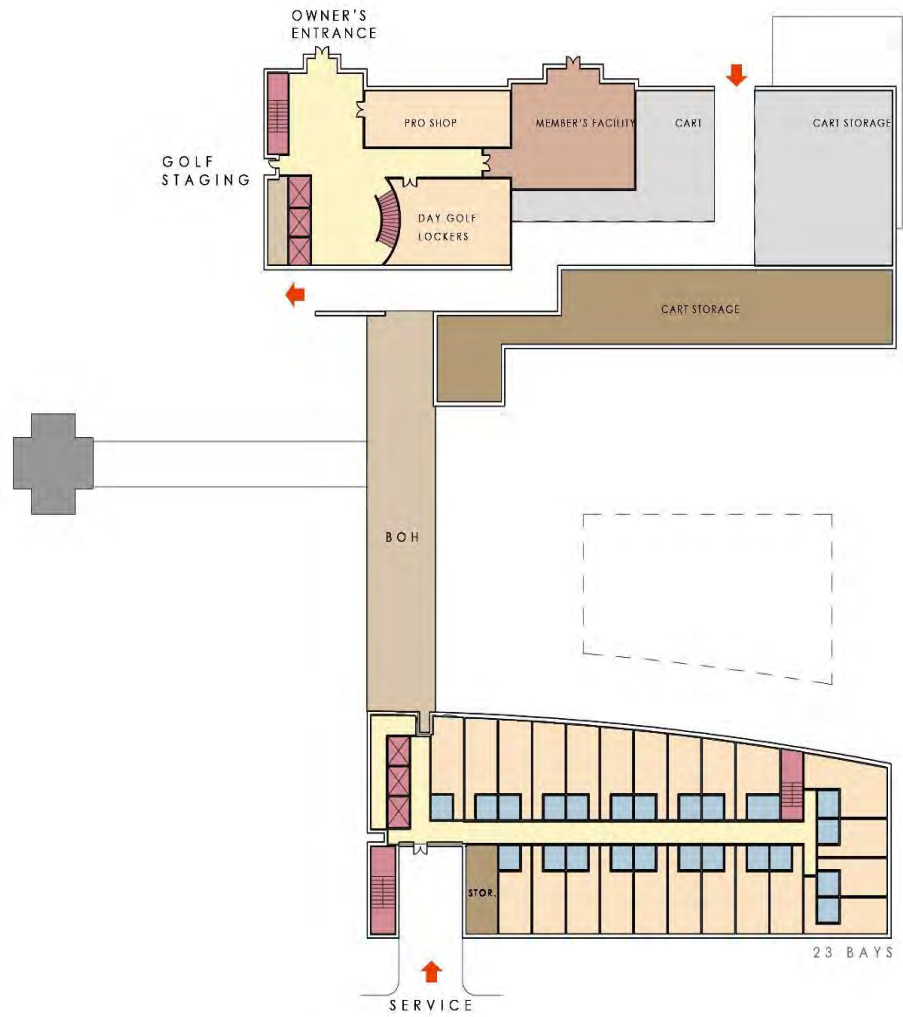 OWNER'S
ENTRANCE
PRO SHOP
MEMBER'S FACILITY
CART
CART STORAGE
GOLF
STAGING
DAY GOLF
LOCKERS
CART STORAGE
BOH
STOR.
23 BAYS
SERVICE